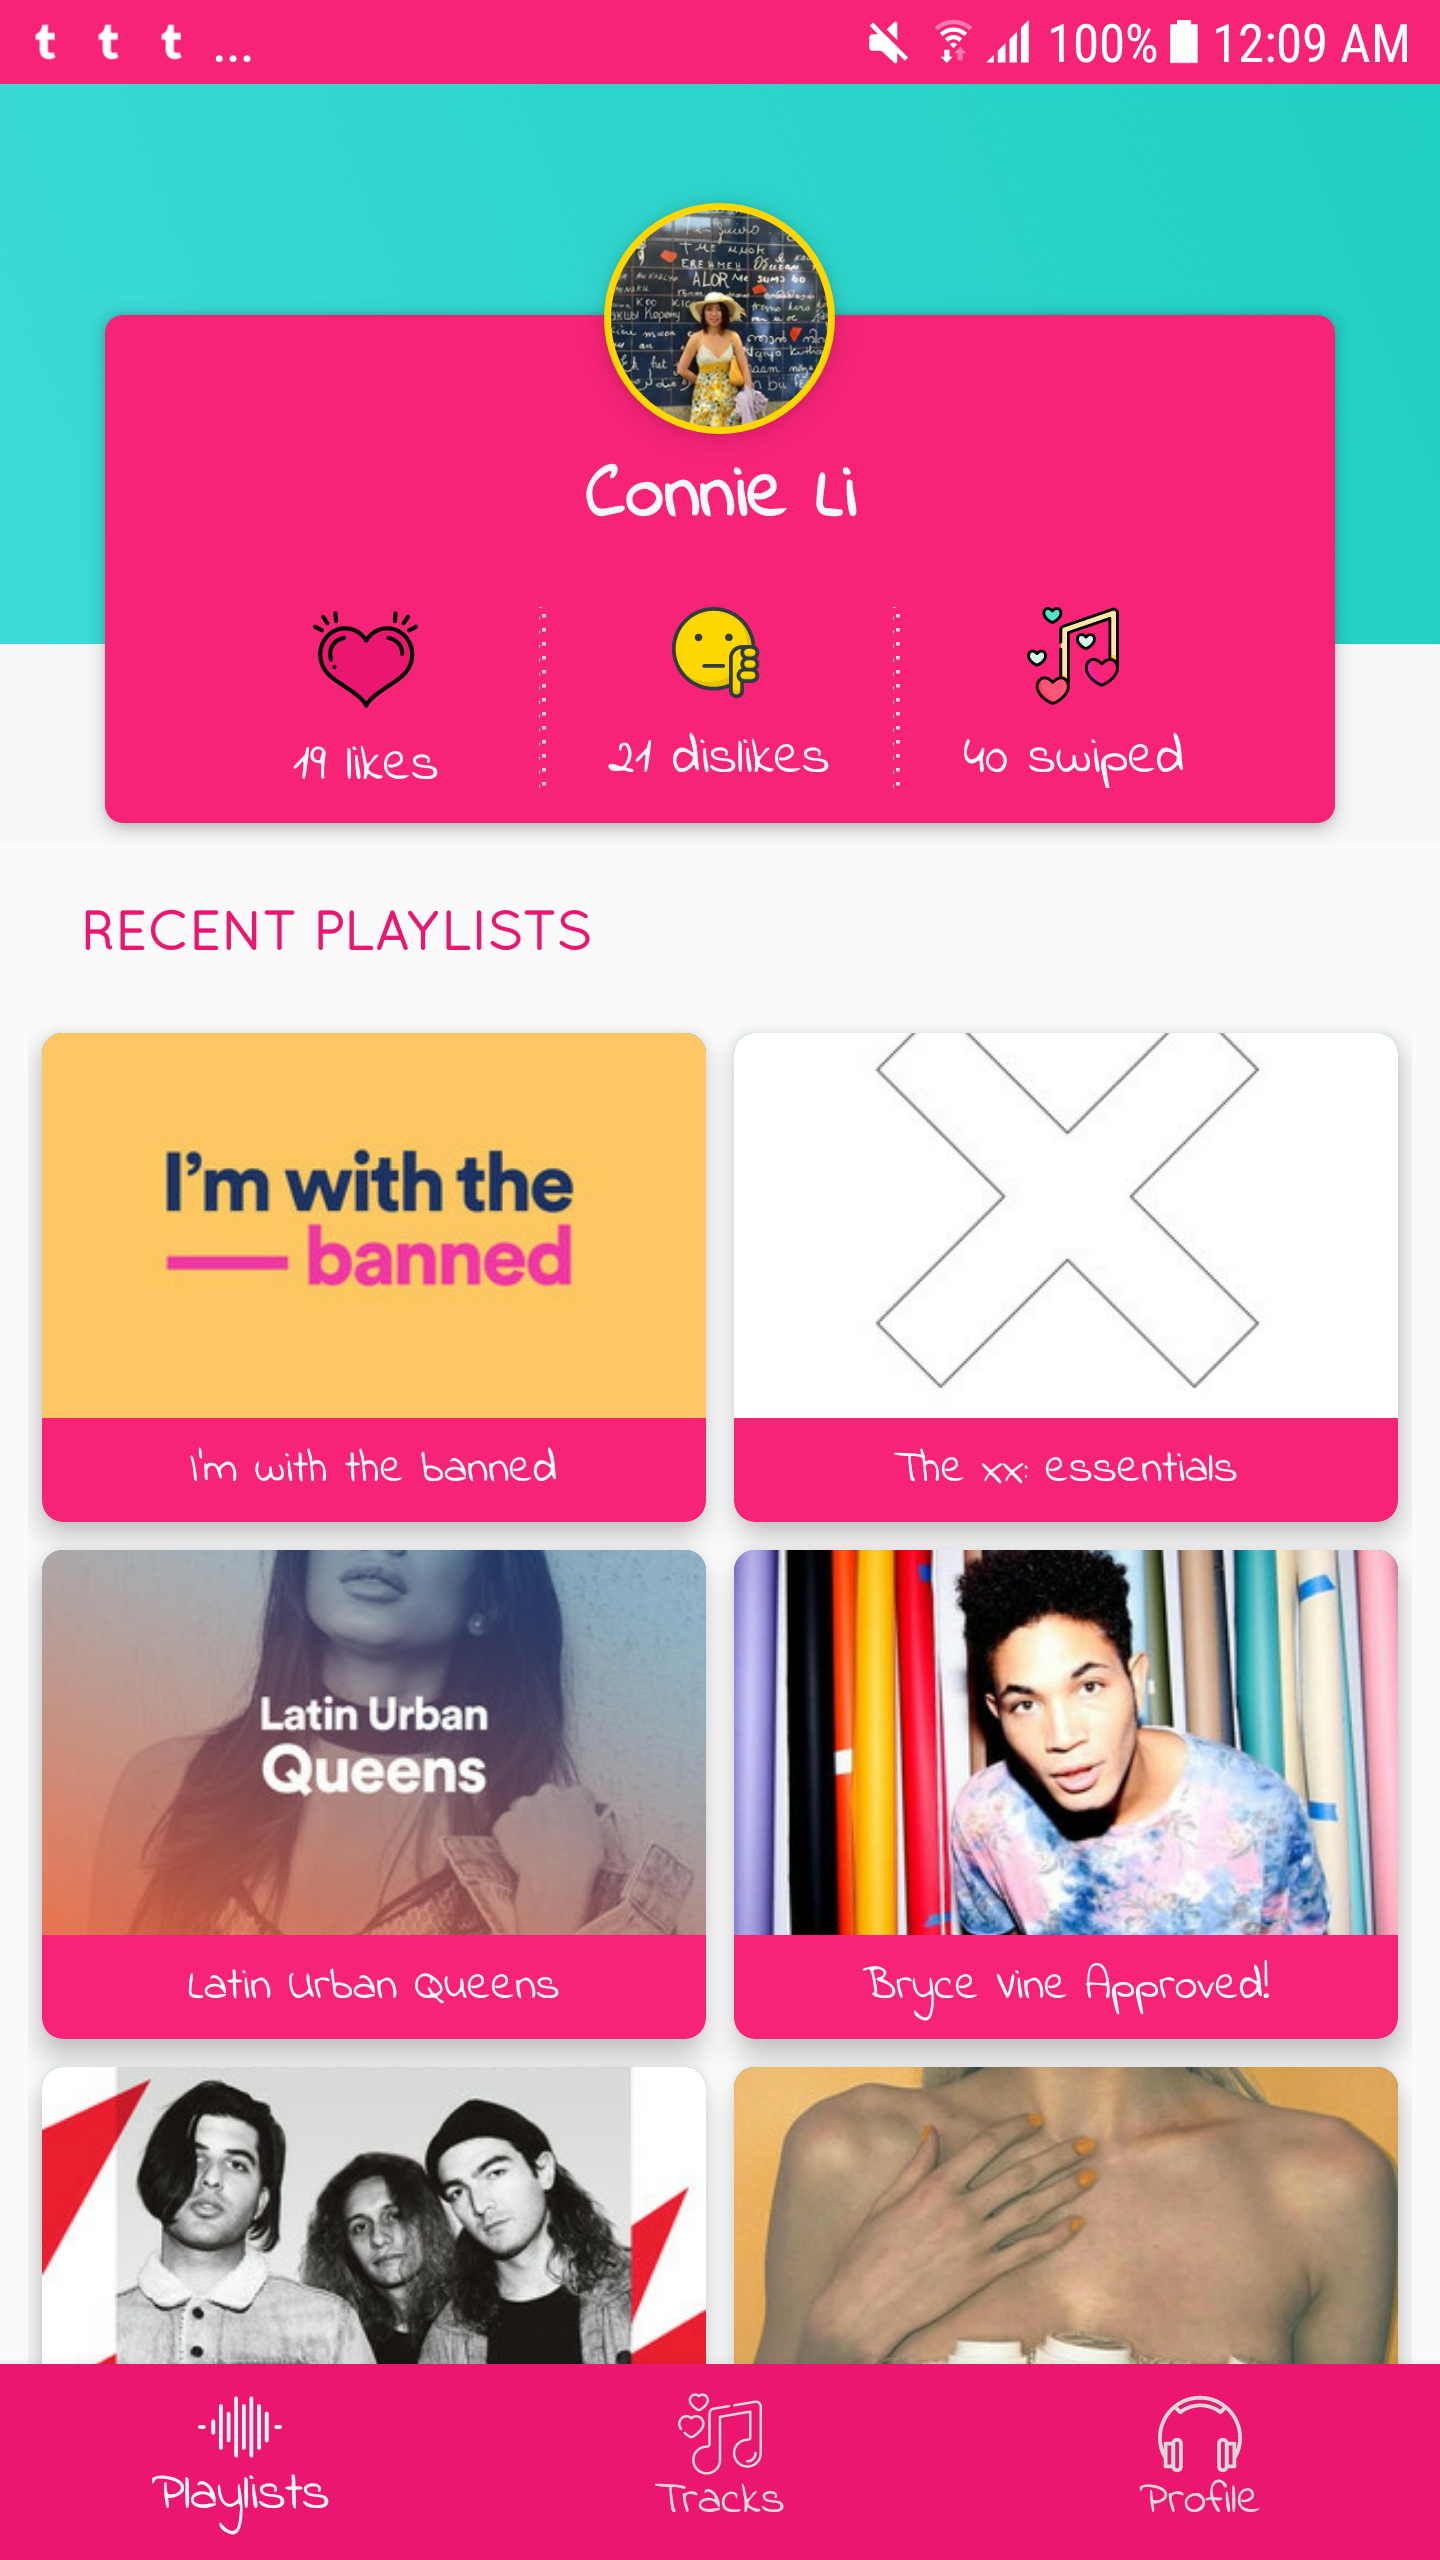 t t t ... 100% 12:09 AM
Connie Li
19 likes 21 dislikes 40 swiped
RECENT PLAYLISTS
I'm with the
banned
I'm with the banned The xx: essentials
Latin Urban
Queens
Latin Urban Queens Bryce Vine Approved!
Playlists Tracks Profile